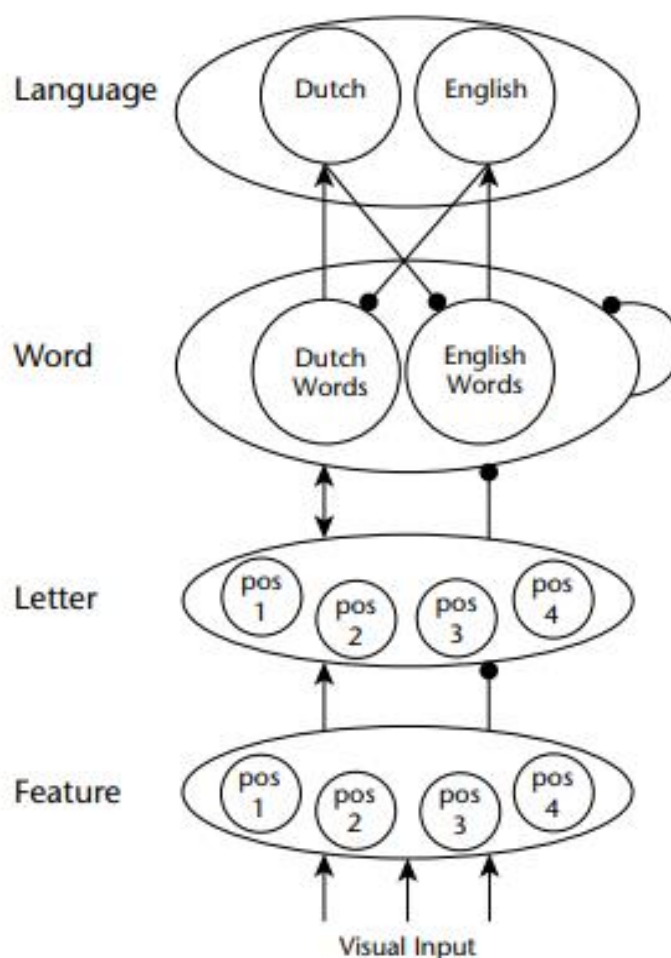 Language
Dutch
English
Word
Dutch
Words
English
Words
Letter
pos
1
pos
2
pos
3
pos
4
Feature
pos
1
pos
2
pos
3
pos
4
Visual Input